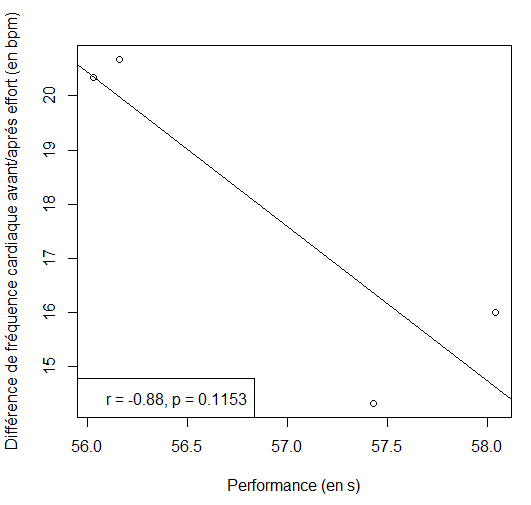 Différence de fréquence cardiaque avant/aprés effort (en bpm)
20
19
18
17
16
15
r = -0.88, p = 0.1153
56.0 56.5 57.0 57.5 58.0
Performance (en s)